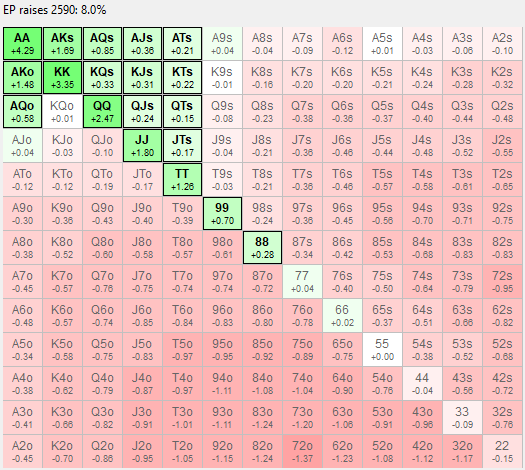 EP raises 2590: 8.0%
AA AKs AQs AJs ATs A9s A8s A7s A6s A5s A4s A3s A2s
+4.29 +1.69 +0.85 +0.36 +0.21 +0.04 -0.04 -0.09 -0.12 +0.01 -0.03 -0.06 -0.10
AKo KK KQs KJs KTs K9s K8s K7s K6s K5s K4s K3s K2s
+1.48 +3.35 +0.33 +0.31 +0.22 -0.01 -0.16 -0.20 -0.20 -0.21 -0.24 -0.28 -0.32
AQo KQo QQ QJs QTs Q9s Q8s Q7s Q6s Q5s Q4s Q3s Q2s
+0.58 +0.01 +2.47 +0.24 +0.15 -0.08 -0.23 -0.38 -0.36 -0.37 -0.40 -0.44 -0.48
AJo KJo QJo JJ JTs J9s J8s J7s J6s J5s J4s J3s J2s
+0.04 -0.03 -0.10 +1.80 +0.17 -0.04 -0.21 -0.36 -0.46 -0.44 -0.48 -0.52 -0.55
ATo KTo QTo JTo TT T9s T8s T7s T6s T5s T4s T3s T2s
-0.12 -0.12 -0.19 -0.17 +1.26 -0.03 -0.21 -0.36 -0.46 -0.57 -0.58 -0.61 -0.65
A9o K9o Q9o J9o T9o 99 98s 97s 96s 95s 94s 93s 92s
-0.30 -0.36 -0.43 -0.40 -0.39 +0.70 -0.24 -0.36 -0.45 -0.56 -0.70 -0.71 -0.75
A8o K8o Q8o J8o T8o 98o 88 87s 86s 85s 84s 83s 82s
-0.38 -0.52 -0.60 -0.58 -0.57 -0.61 +0.28 -0.34 -0.42 -0.53 -0.68 -0.83 -0.83
A7o K7o Q7o J7o T7o 97o 87o 77 76s 75s 74s 73s 72s
-0.45 -0.57 -0.76 -0.75 -0.74 -0.74 -0.72 +0.04 -0.40 -0.50 -0.64 -0.79 -0.95
A6o K6o Q6o J6o T6o 96o 86o 76o 66 65s 64s 63s 62s
-0.48 -0.57 -0.74 -0.85 -0.84 -0.83 -0.80 -0.78 +0.02 -0.37 -0.51 -0.66 -0.82
A5o K5o Q5o J5o T5o 95o 85o 75o 65o 55 54s 53s 52s
-0.34 -0.58 -0.75 -0.83 -0.97 -0.95 -0.92 -0.89 -0.75 +0.00 -0.38 -0.52 -0.68
A4o K4o Q4o J4o T4o 94o 84o 74o 64o 54o 44 43s 42s
-0.38 -0.62 -0.79 -0.87 -0.97 -1.11 -1.08 -1.04 -0.90 -0.76 -0.04 -0.56 -0.72
A3o K3o Q3o J3o T3o 93o 83o 73o 63o 53o 43o 33 32s
-0.41 -0.66 -0.82 -0.91 -1.01 -1.11 -1.24 -1.20 -1.06 -0.91 -0.96 -0.09 -0.76
A2o K2o Q2o J2o T2o 92o 82o 72o 62o 52o 42o 32o 22
-0.45 -0.70 -0.86 -0.95 -1.05 -1.15 -1.24 -1.37 -1.23 -1.08 -1.12 -1.17 -0.15